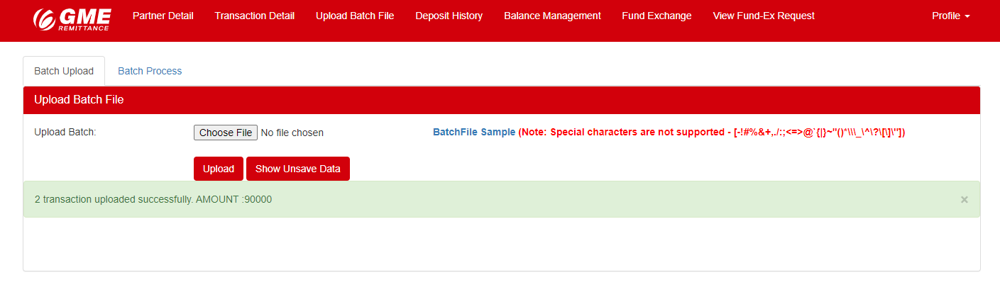 GME REMITTANCE Partner Detail Transaction Detail Upload Batch File Deposit History Balance Management Fund Exchange View Fund-Ex Request Profile
Batch Upload Batch Process
Upload Batch File
Upload Batch: Choose File No file chosen BatchFile Sample (Note: Special characters are not supported - [-!#%&+,./:;<=>@`{|}~"()*\\\_\^\?\[\]\''])
Upload Show Unsave Data
2 transaction uploaded successfully. AMOUNT :90000 ×